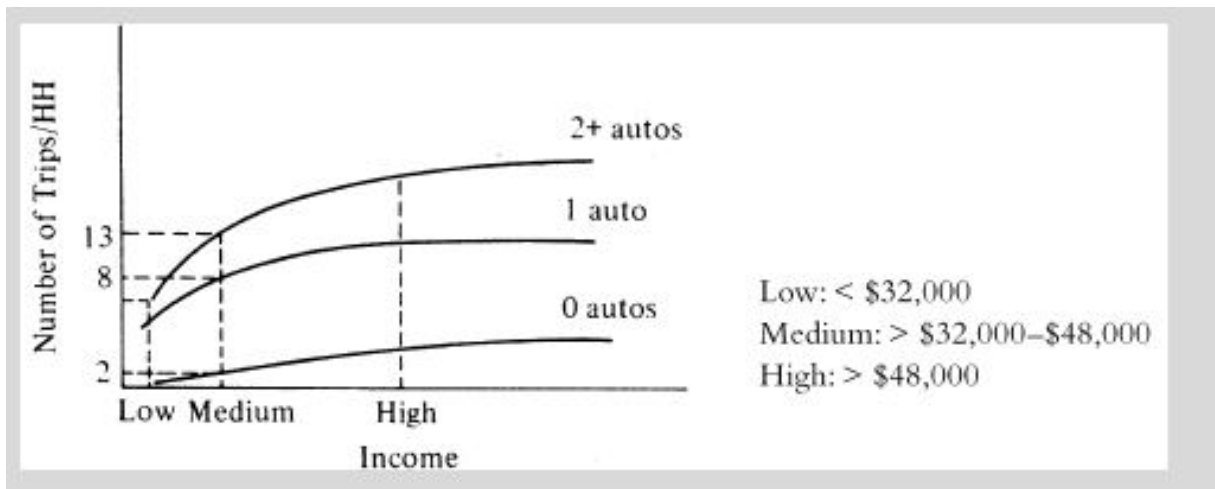 Number of Trips/HH
2+ autos
1 auto
13
8
0 autos
2
Low Medium High
Income
Low: < $32,000
Medium: > $32,000–$48,000
High: > $48,000